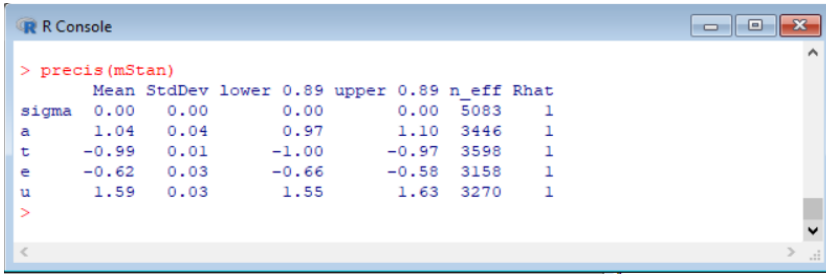 R Console
> precis(mStan)
Mean StdDev lower 0.89 upper 0.89 n_eff Rhat
sigma 0.00 0.00 0.00 0.00 5083 1
a 1.04 0.04 0.97 1.10 3446 1
t -0.99 0.01 -1.00 -0.97 3598 1
e -0.62 0.03 -0.66 -0.58 3158 1
u 1.59 0.03 1.55 1.63 3270 1
>